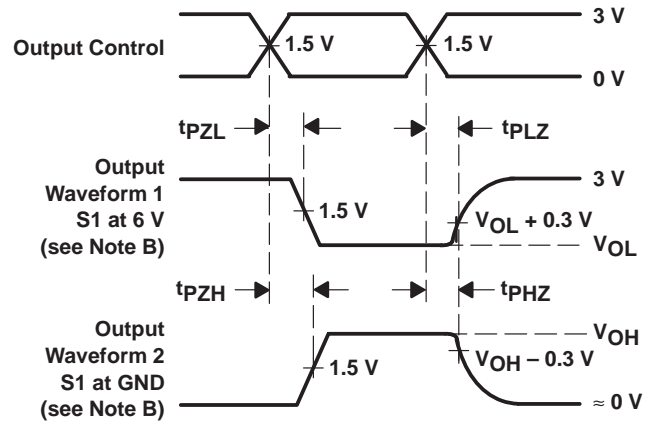 3 V
Output Control
1.5 V
1.5 V
0 V
tPZL
tPLZ
Output
Waveform 1
S1 at 6 V
(see Note B)
3 V
1.5 V
VOL + 0.3 V
VOL
tPZH
tPHZ
Output
Waveform 2
S1 at GND
(see Note B)
VOH
1.5 V
VOH – 0.3 V
≈ 0 V